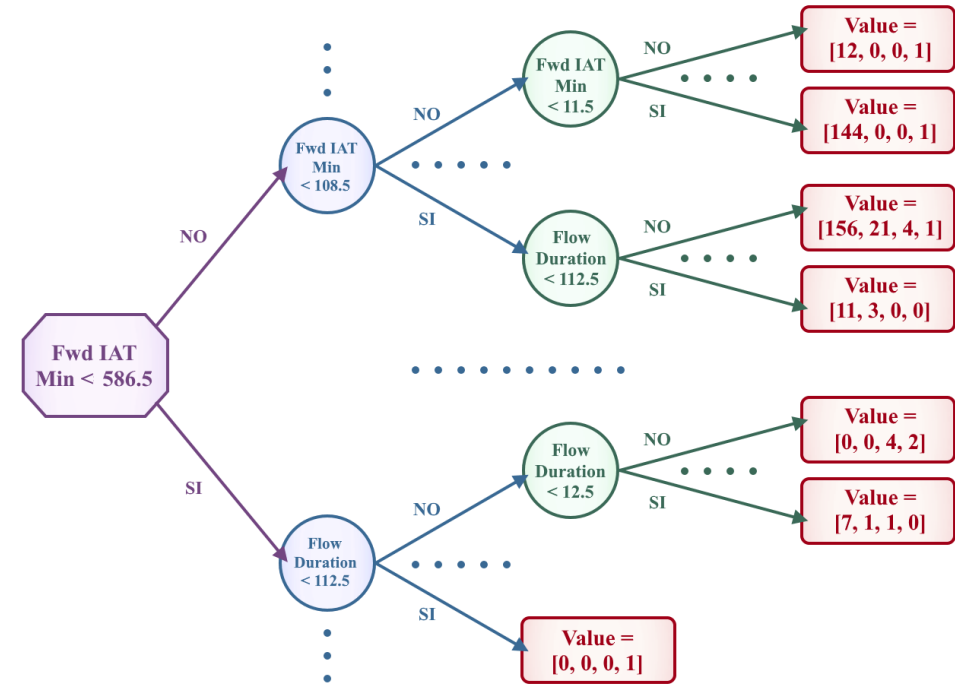 Value =
[12, 0, 0, 1]
NO
Fwd IAT
Min
< 11.5
SI
Value =
[144, 0, 0, 1]
NO
Fwd IAT
Min
< 108.5
SI
NO
Value =
[156, 21, 4, 1]
Flow
Duration
< 112.5
SI
Value =
[11, 3, 0, 0]
NO
Fwd IAT
Min < 586.5
SI
NO
Value =
[0, 0, 4, 2]
Flow
Duration
< 12.5
SI
Value =
[7, 1, 1, 0]
NO
Flow
Duration
< 112.5
SI
Value =
[0, 0, 0, 1]